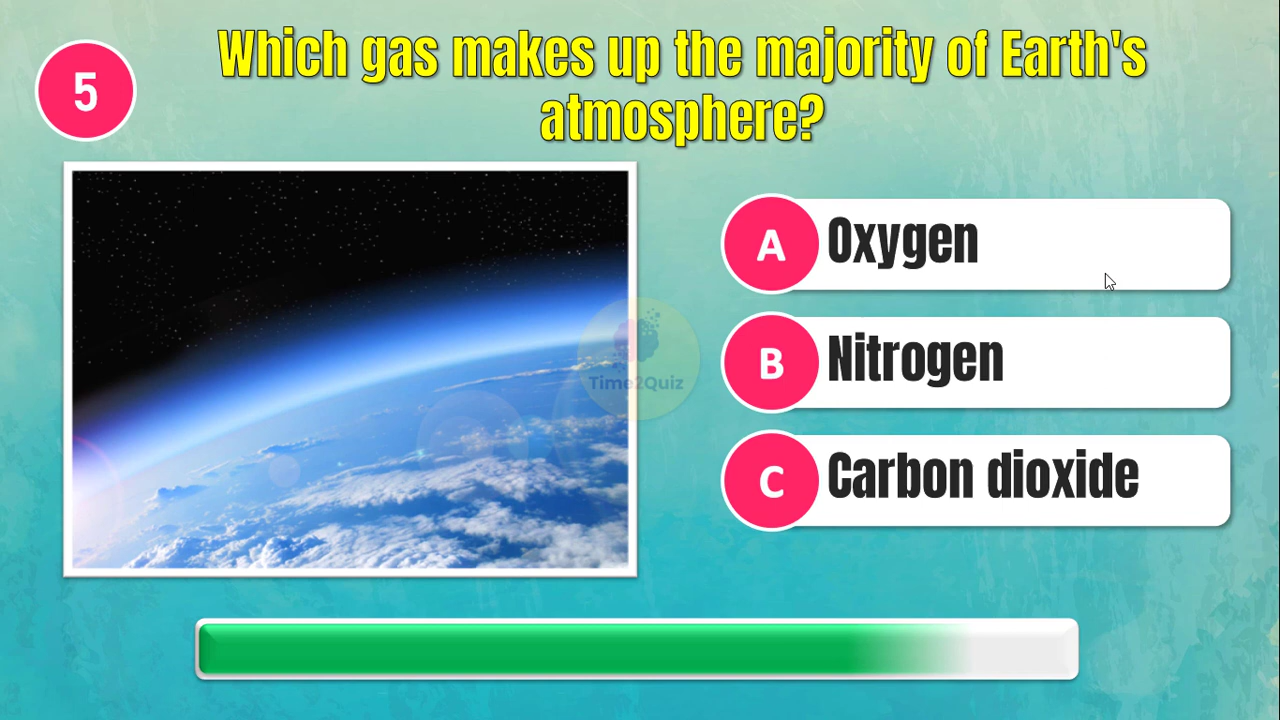 5
Which gas makes up the majority of Earth's
atmosphere?
A Oxygen
B Nitrogen
Time2Quiz
C Carbon dioxide